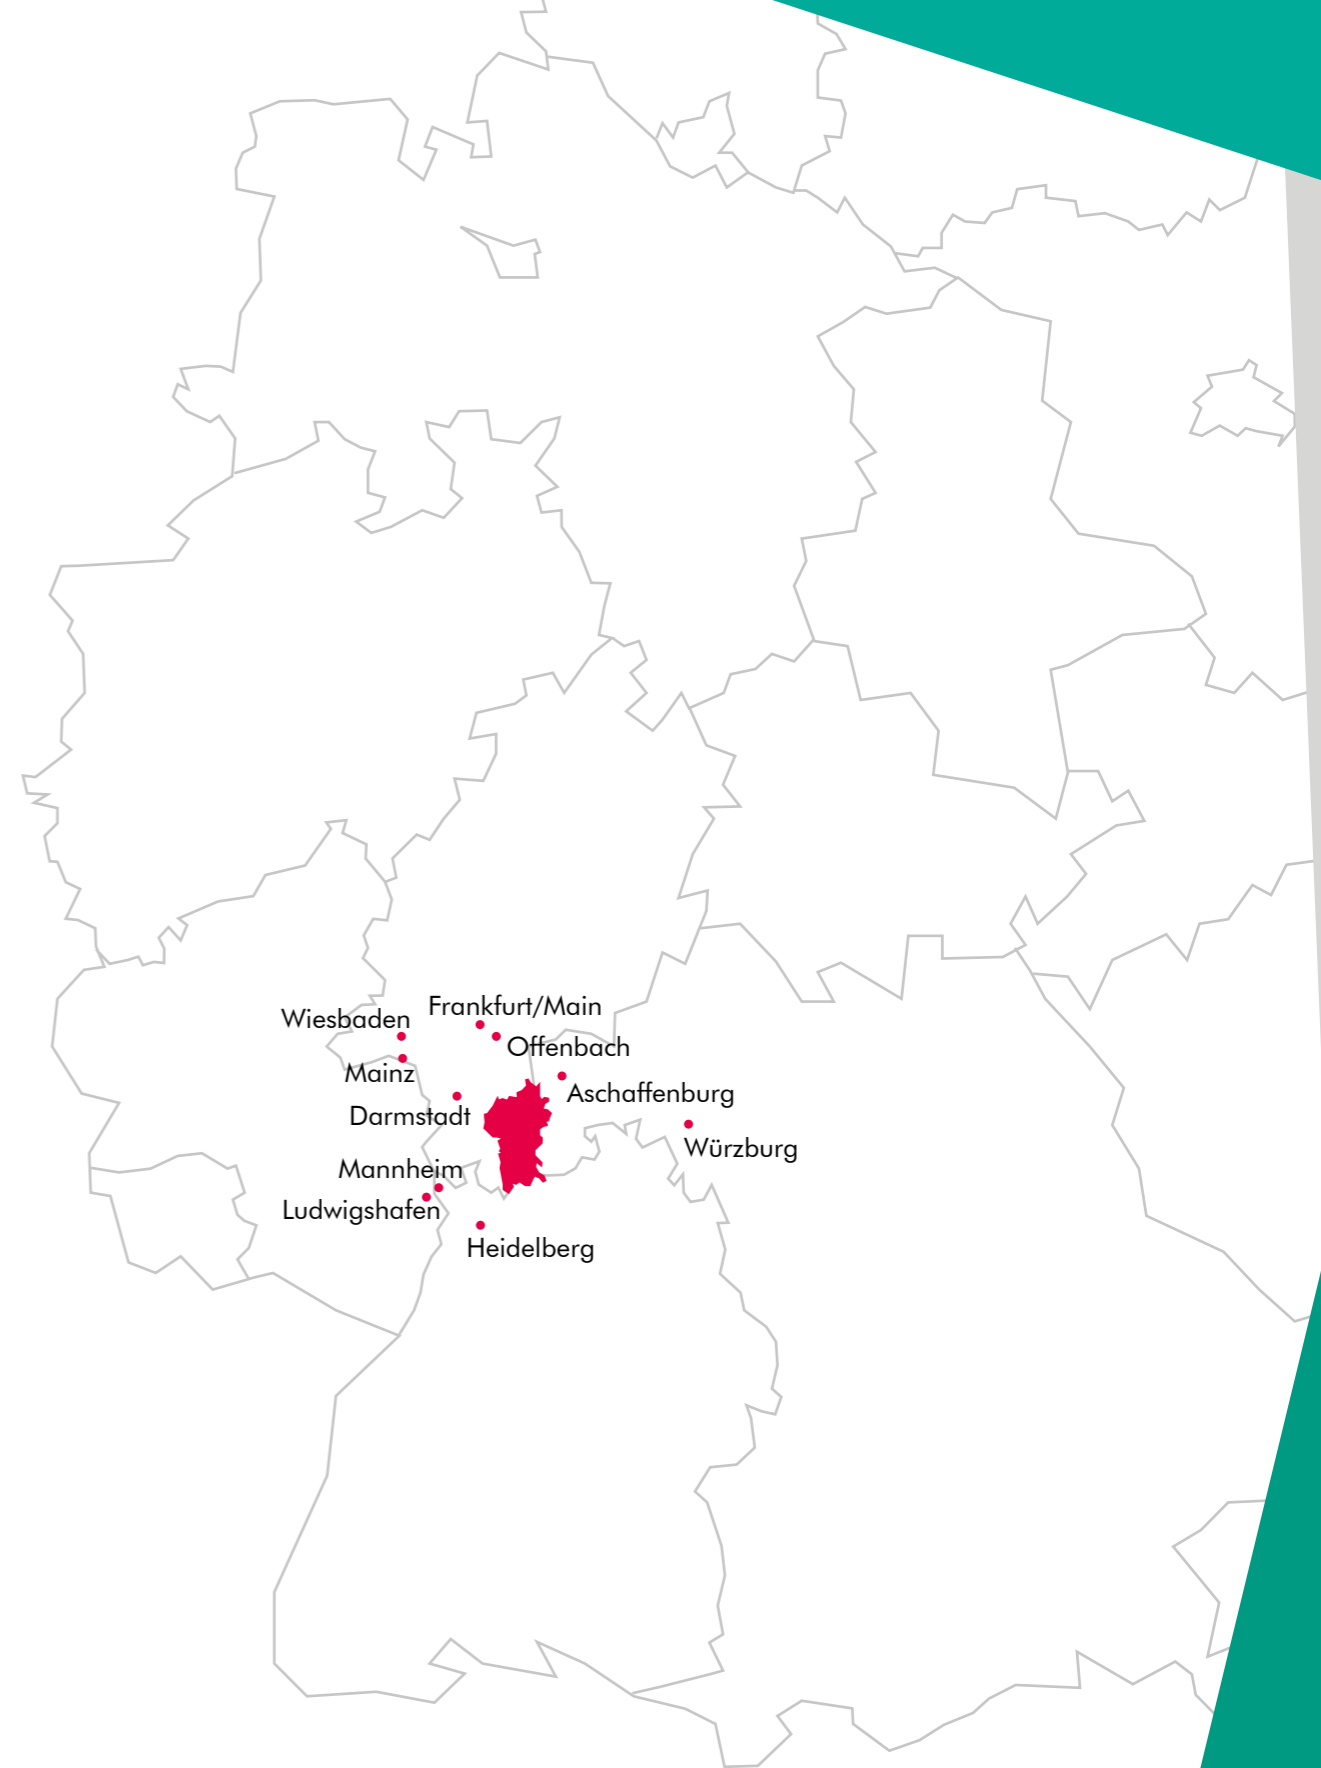 Frankfurt/Main
Wiesbaden
Offenbach
Mainz
Aschaffenburg
Darmstadt
Würzburg
Mannheim
Ludwigshafen
Heidelberg